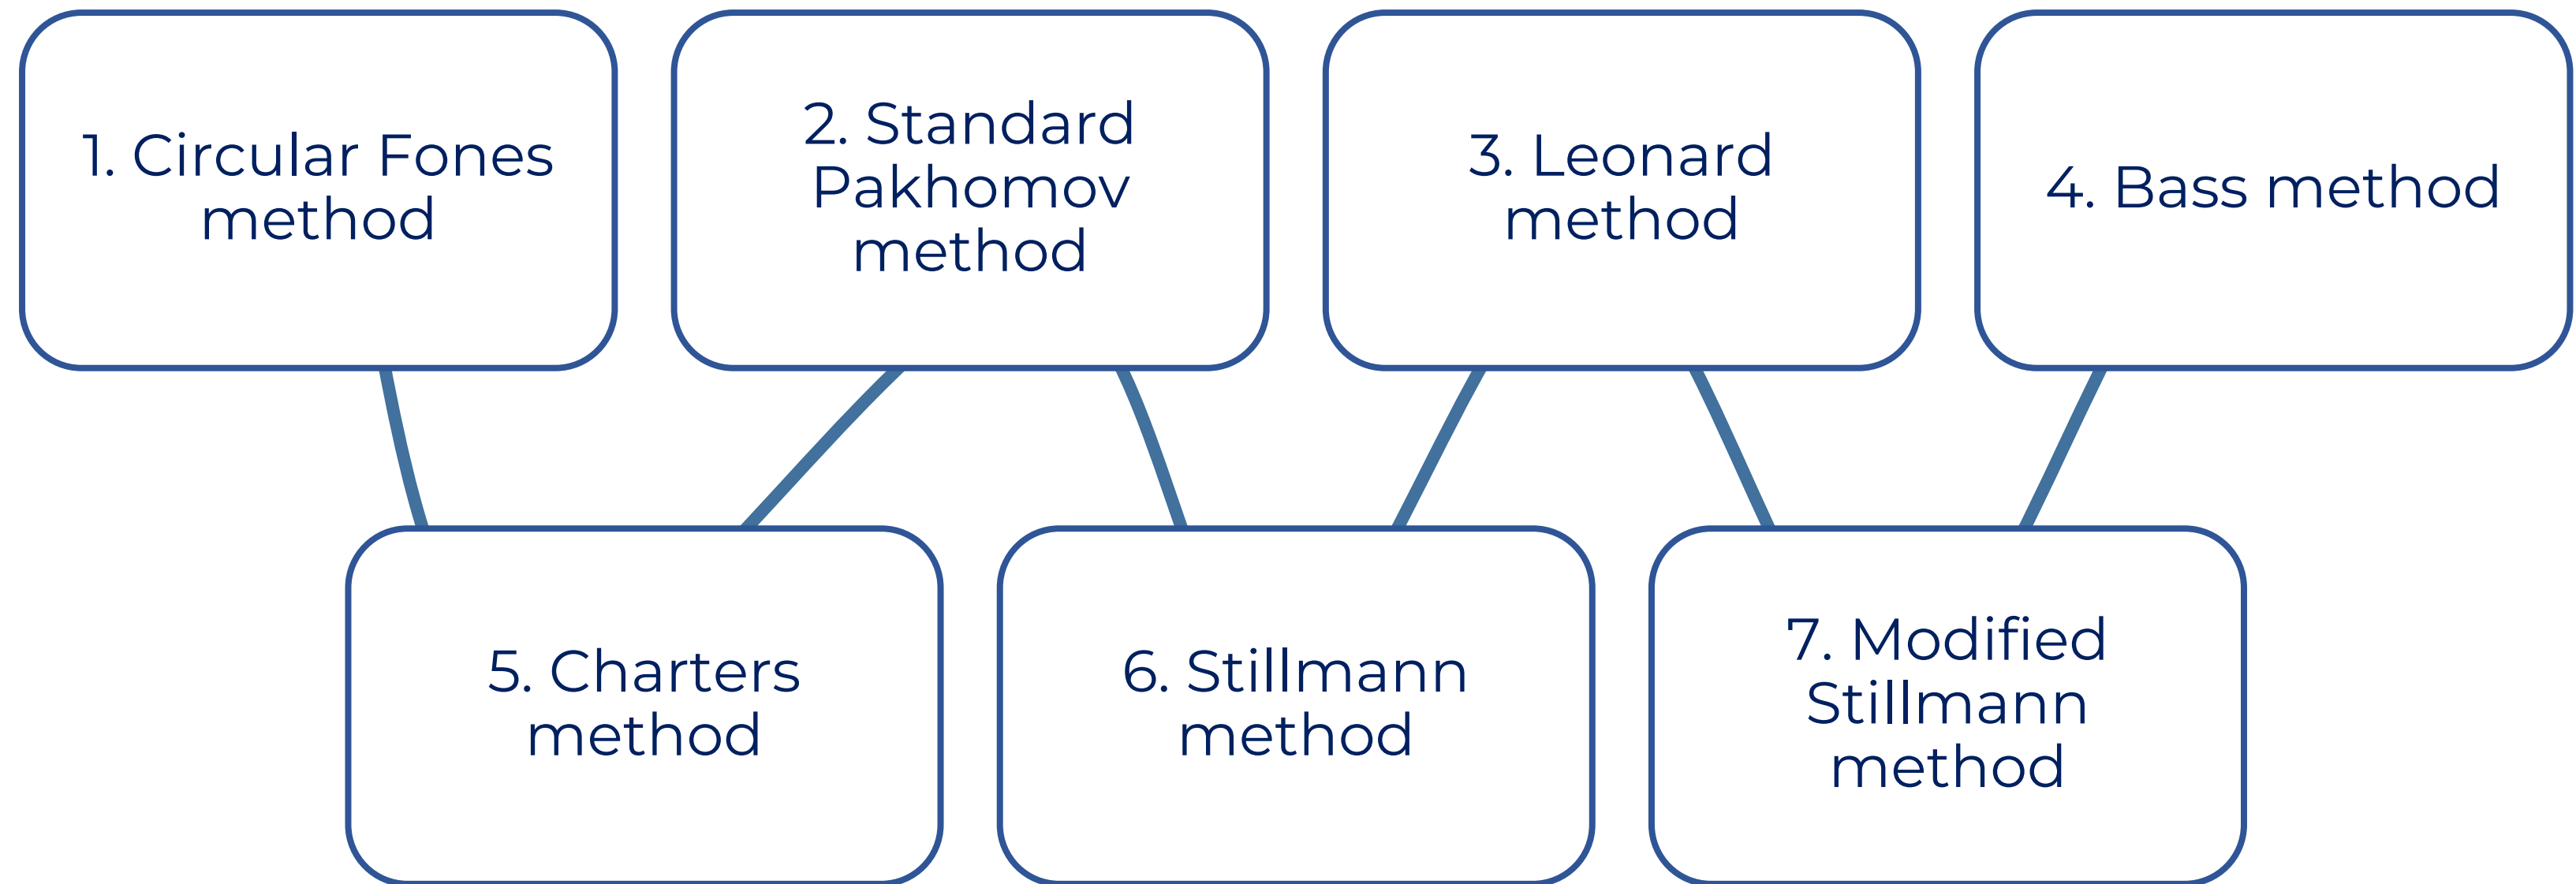 1. Circular Fones
method
2. Standard
Pakhomov
method
3. Leonard
method
4. Bass method
5. Charters
method
6. Stillmann
method
7. Modified
Stillmann
method